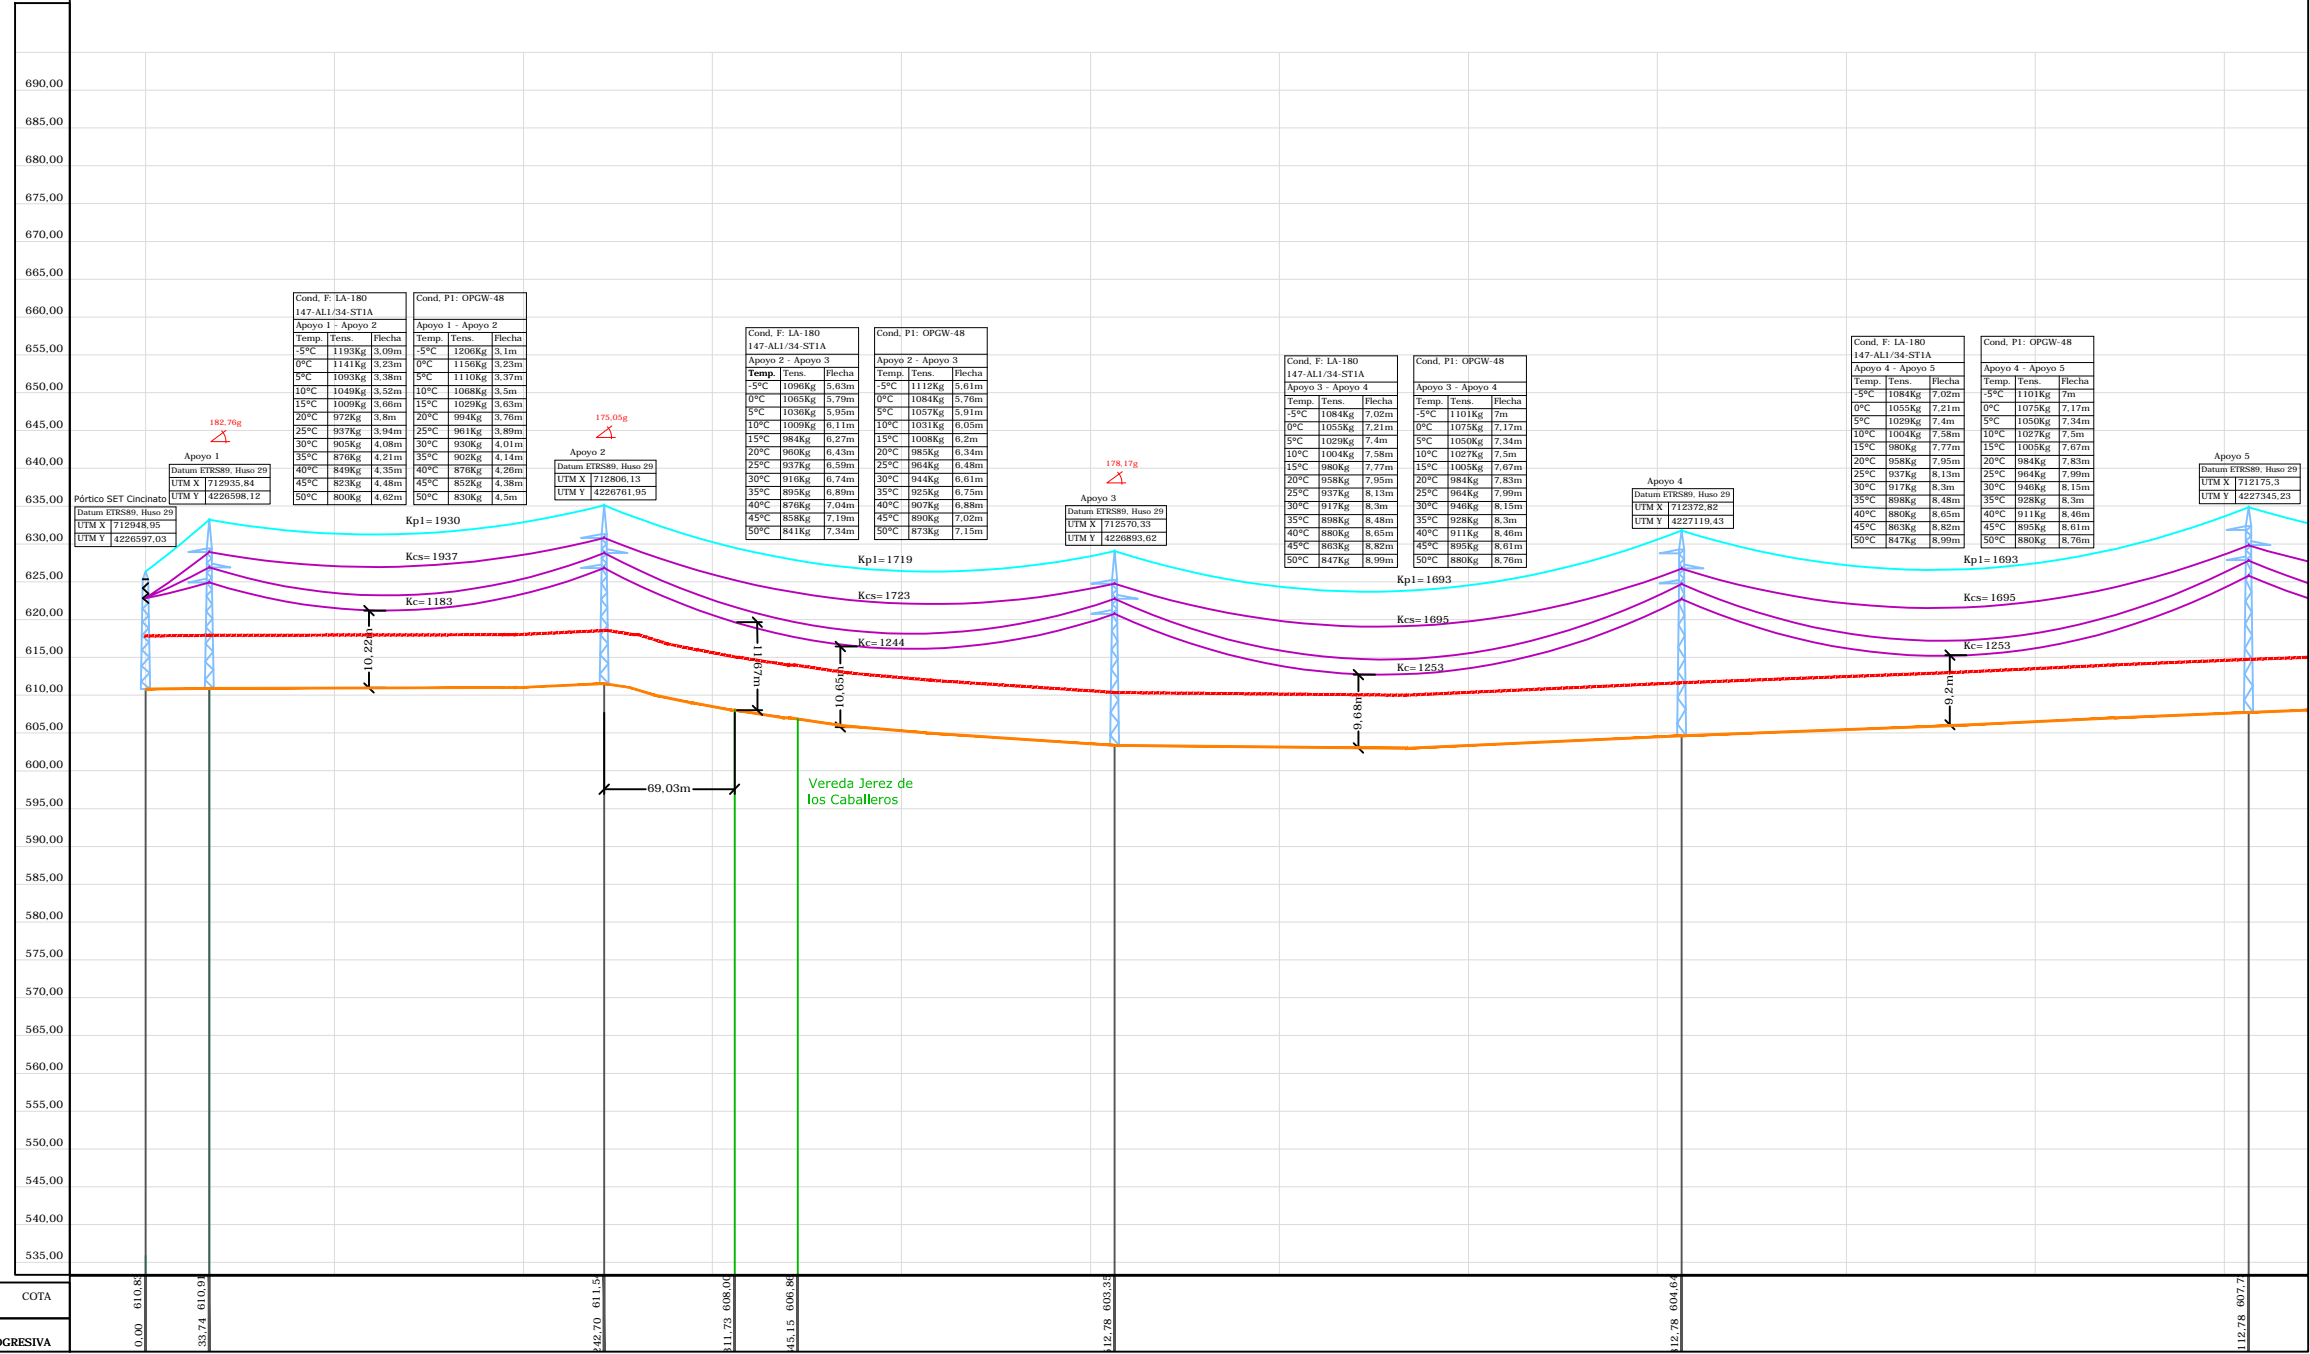 690,00
685,00
680,00
675,00
670,00
665,00
660,00
655,00
650,00
645,00
640,00
635,00
630,00
625,00
620,00
615,00
610,00
605,00
600,00
595,00
590,00
585,00
580,00
575,00
570,00
565,00
560,00
555,00
550,00
545,00
540,00
535,00
COTA
OGRESIVA
Pórtico SET Cincinato
Datum ETRS89, Huso 29
UTM X 712948,95
UTM Y 4226597,03
182,76g
Apoyo 1
Datum ETRS89, Huso 29
UTM X 712935,84
UTM Y 4226598,12
Cond, F: LA-180
147-AL1/34-ST1A
Apoyo 1 - Apoyo 2
Temp. Tens. Flecha
-5°C 1193Kg 3,09m
0°C 1141Kg 3,23m
5°C 1093Kg 3,38m
10°C 1049Kg 3,52m
15°C 1009Kg 3,66m
20°C 972Kg 3,8m
25°C 937Kg 3,94m
30°C 905Kg 4,08m
35°C 876Kg 4,21m
40°C 849Kg 4,35m
45°C 823Kg 4,48m
50°C 800Kg 4,62m
Cond, P1: OPGW-48
Apoyo 1 - Apoyo 2
Temp. Tens. Flecha
-5°C 1206Kg 3,1m
0°C 1156Kg 3,23m
5°C 1110Kg 3,37m
10°C 1068Kg 3,5m
15°C 1029Kg 3,63m
20°C 994Kg 3,76m
25°C 961Kg 3,89m
30°C 930Kg 4,01m
35°C 902Kg 4,14m
40°C 876Kg 4,26m
45°C 852Kg 4,38m
50°C 830Kg 4,5m
175,05g
Apoyo 2
Datum ETRS89, Huso 29
UTM X 712806,13
UTM Y 4226761,95
Cond, F: LA-180
147-AL1/34-ST1A
Apoyo 2 - Apoyo 3
Temp. Tens. Flecha
-5°C 1096Kg 5,63m
0°C 1065Kg 5,79m
5°C 1036Kg 5,95m
10°C 1009Kg 6,11m
15°C 984Kg 6,27m
20°C 960Kg 6,43m
25°C 937Kg 6,59m
30°C 916Kg 6,74m
35°C 895Kg 6,89m
40°C 876Kg 7,04m
45°C 858Kg 7,19m
50°C 841Kg 7,34m
Cond, P1: OPGW-48
Apoyo 2 - Apoyo 3
Temp. Tens. Flecha
-5°C 1112Kg 5,61m
0°C 1084Kg 5,76m
5°C 1057Kg 5,91m
10°C 1031Kg 6,05m
15°C 1008Kg 6,2m
20°C 985Kg 6,34m
25°C 964Kg 6,48m
30°C 944Kg 6,61m
35°C 925Kg 6,75m
40°C 907Kg 6,88m
45°C 890Kg 7,02m
50°C 873Kg 7,15m
178,17g
Apoyo 3
Datum ETRS89, Huso 29
UTM X 712570,33
UTM Y 4226893,62
Cond, F: LA-180
147-AL1/34-ST1A
Apoyo 3 - Apoyo 4
Temp. Tens. Flecha
-5°C 1084Kg 7,02m
0°C 1055Kg 7,21m
5°C 1029Kg 7,4m
10°C 1004Kg 7,58m
15°C 980Kg 7,77m
20°C 958Kg 7,95m
25°C 937Kg 8,13m
30°C 917Kg 8,3m
35°C 898Kg 8,48m
40°C 880Kg 8,65m
45°C 863Kg 8,82m
50°C 847Kg 8,99m
Cond, P1: OPGW-48
Apoyo 3 - Apoyo 4
Temp. Tens. Flecha
-5°C 1101Kg 7m
0°C 1075Kg 7,17m
5°C 1050Kg 7,34m
10°C 1027Kg 7,5m
15°C 1005Kg 7,67m
20°C 984Kg 7,83m
25°C 964Kg 7,99m
30°C 946Kg 8,15m
35°C 928Kg 8,3m
40°C 911Kg 8,46m
45°C 895Kg 8,61m
50°C 880Kg 8,76m
Apoyo 4
Datum ETRS89, Huso 29
UTM X 712372,82
UTM Y 4227119,43
Cond, F: LA-180
147-AL1/34-ST1A
Apoyo 4 - Apoyo 5
Temp. Tens. Flecha
-5°C 1084Kg 7,02m
0°C 1055Kg 7,21m
5°C 1029Kg 7,4m
10°C 1004Kg 7,58m
15°C 980Kg 7,77m
20°C 958Kg 7,95m
25°C 937Kg 8,13m
30°C 917Kg 8,3m
35°C 898Kg 8,48m
40°C 880Kg 8,65m
45°C 863Kg 8,82m
50°C 847Kg 8,99m
Cond, P1: OPGW-48
Apoyo 4 - Apoyo 5
Temp. Tens. Flecha
-5°C 1101Kg 7m
0°C 1075Kg 7,17m
5°C 1050Kg 7,34m
10°C 1027Kg 7,5m
15°C 1005Kg 7,67m
20°C 984Kg 7,83m
25°C 964Kg 7,99m
30°C 946Kg 8,15m
35°C 928Kg 8,3m
40°C 911Kg 8,46m
45°C 895Kg 8,61m
50°C 880Kg 8,76m
Apoyo 5
Datum ETRS89, Huso 29
UTM X 712175,3
UTM Y 4227345,23
Kp1=1930
Kcs=1937
Kc=1183
10,22m
Kp1=1719
Kcs=1723
Kc=1244
11,67m
10,65m
69,03m
Vereda Jerez de
los Caballeros
Kp1=1693
Kcs=1695
Kc=1253
9,68m
Kp1=1693
Kcs=1695
Kc=1253
9,2m
0,00 610,83
33,74 610,91
242,70 611,54
311,73 608,00
345,15 606,86
512,78 603,35
812,78 604,64
112,78 607,7